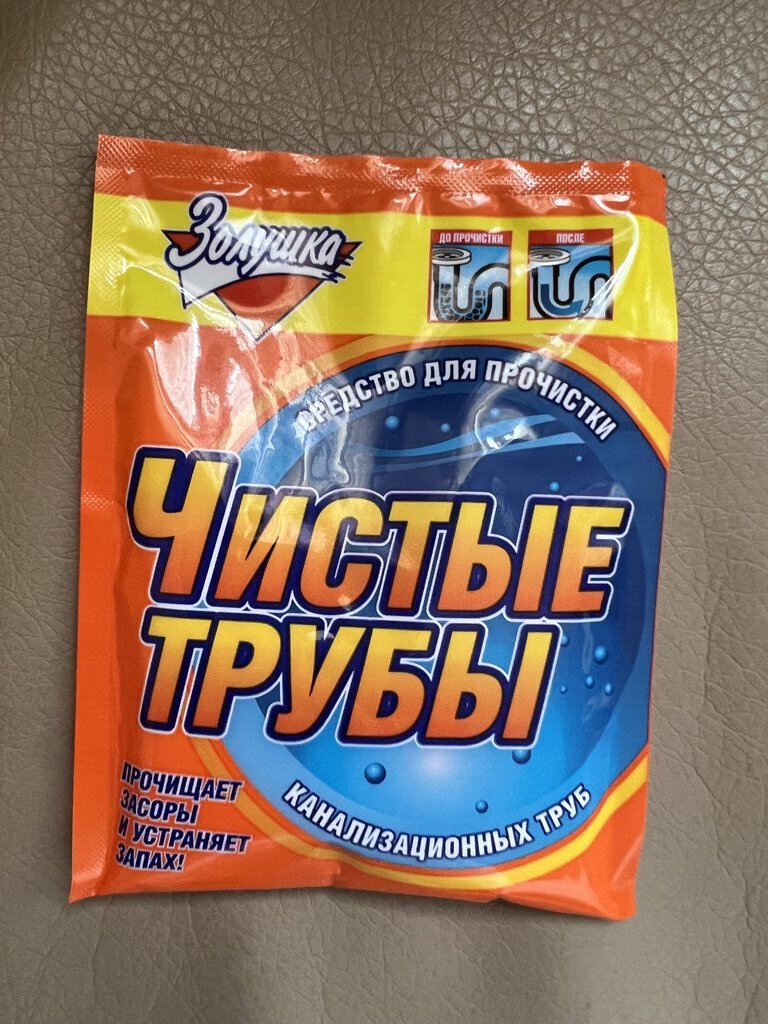 Золушка
ДО ПРОЧИСТКИ
ПОСЛЕ
СРЕДСТВО ДЛЯ ПРОЧИСТКИ
ЧИСТЫЕ
ТРУБЫ
КАНАЛИЗАЦИОННЫХ ТРУБ
ПРОЧИЩАЕТ
ЗАСОРЫ
И УСТРАНЯЕТ
ЗАПАХ!